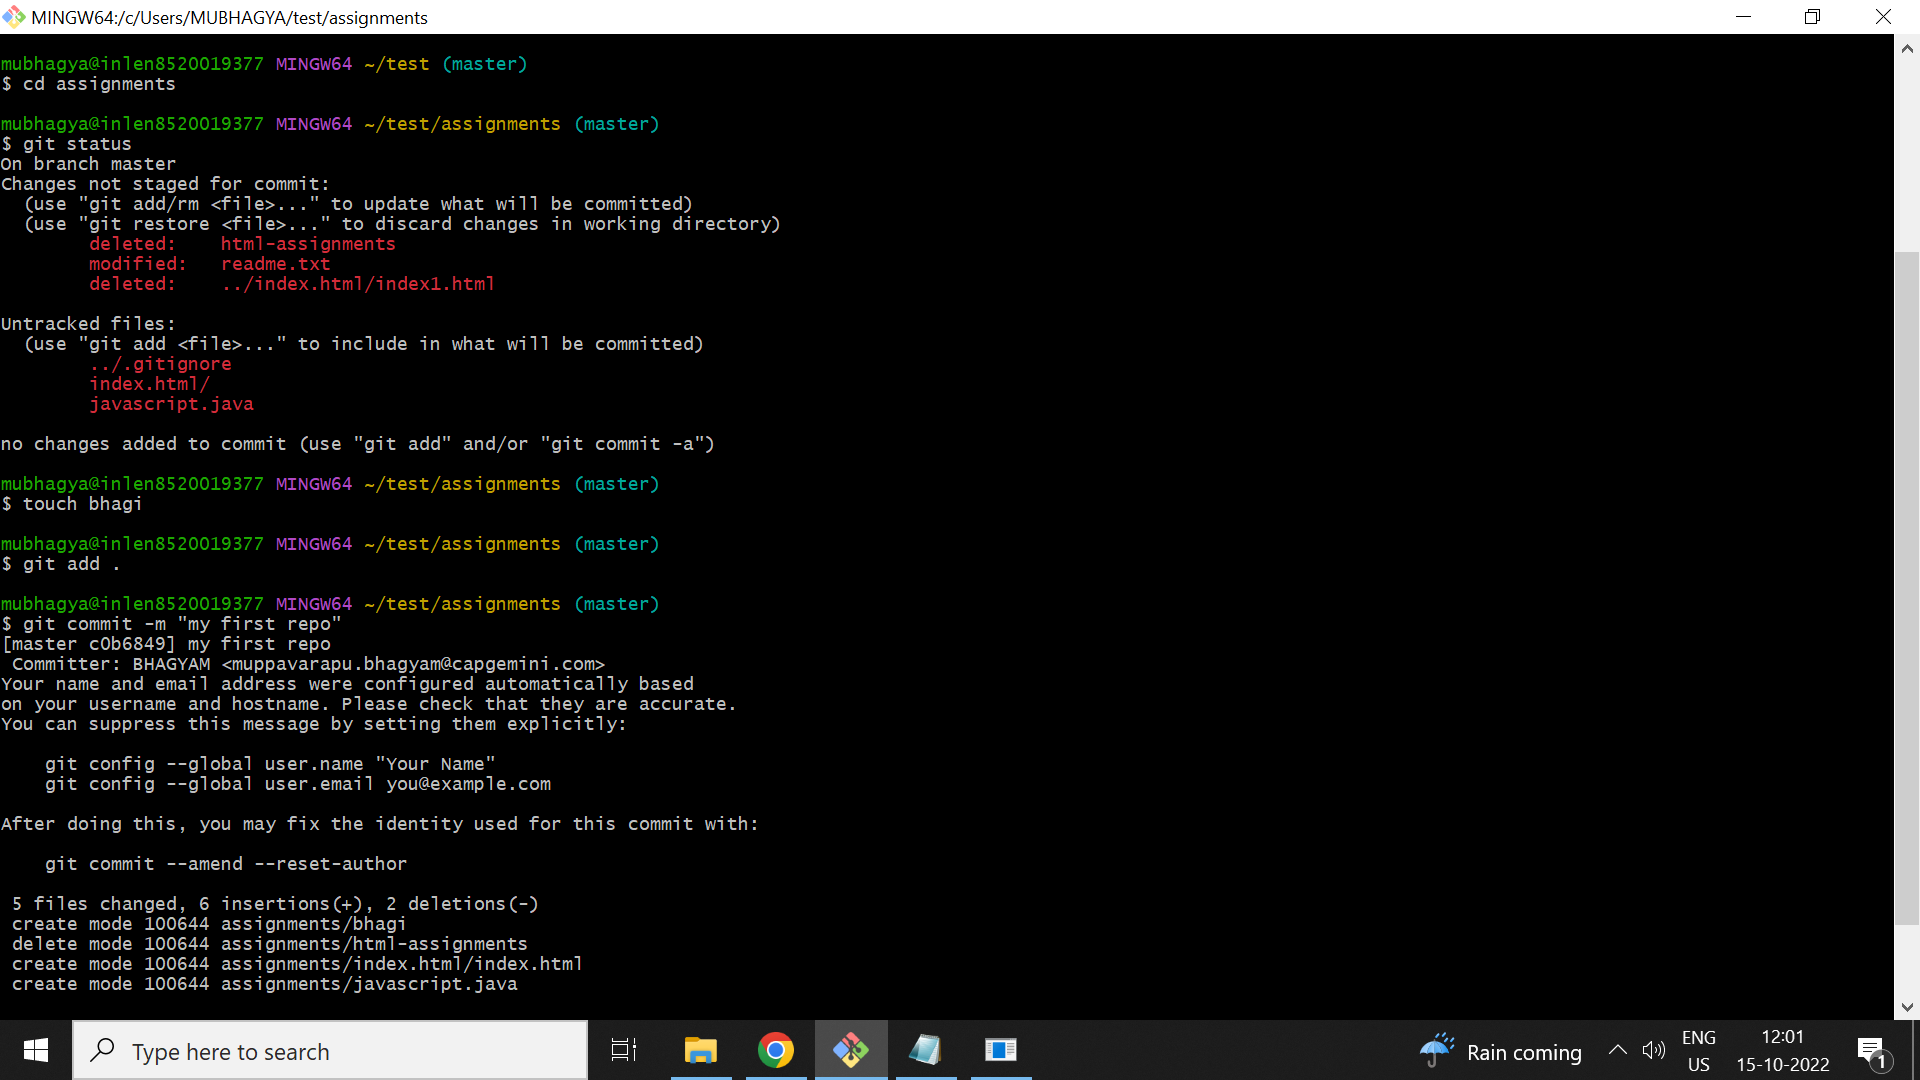 MINGW64:/c/Users/MUBHAGYA/test/assignments
mubhagya@inlen8520019377 MINGW64 ~/test (master)
$ cd assignments
mubhagya@inlen8520019377 MINGW64 ~/test/assignments (master)
$ git status
On branch master
Changes not staged for commit:
  (use "git add/rm <file>..." to update what will be committed)
  (use "git restore <file>..." to discard changes in working directory)
        deleted:    html-assignments
        modified:   readme.txt
        deleted:    ../index.html/index1.html
Untracked files:
  (use "git add <file>..." to include in what will be committed)
        ../.gitignore
        index.html/
        javascript.java
no changes added to commit (use "git add" and/or "git commit -a")
mubhagya@inlen8520019377 MINGW64 ~/test/assignments (master)
$ touch bhagi
mubhagya@inlen8520019377 MINGW64 ~/test/assignments (master)
$ git add .
mubhagya@inlen8520019377 MINGW64 ~/test/assignments (master)
$ git commit -m "my first repo"
[master c0b6849] my first repo
 Committer: BHAGYAM <muppavarapu.bhagyam@capgemini.com>
Your name and email address were configured automatically based
on your username and hostname. Please check that they are accurate.
You can suppress this message by setting them explicitly:
    git config --global user.name "Your Name"
    git config --global user.email you@example.com
After doing this, you may fix the identity used for this commit with:
    git commit --amend --reset-author
 5 files changed, 6 insertions(+), 2 deletions(-)
 create mode 100644 assignments/bhagi
 delete mode 100644 assignments/html-assignments
 create mode 100644 assignments/index.html/index.html
 create mode 100644 assignments/javascript.java
Type here to search
Rain coming
ENG
US
12:01
15-10-2022
1